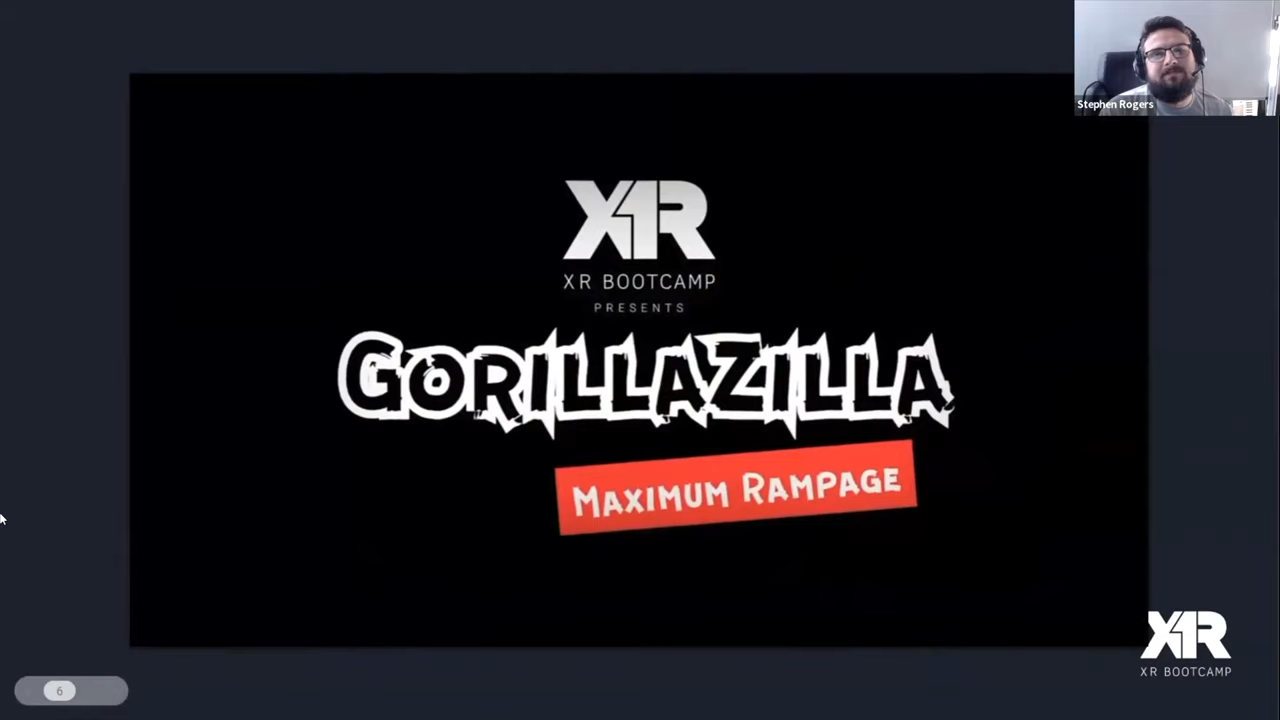 Stephen Rogers
XR
XR BOOTCAMP
PRESENTS
GORILLAZILLA
MAXIMUM RAMPAGE
6
XR
XR BOOTCAMP